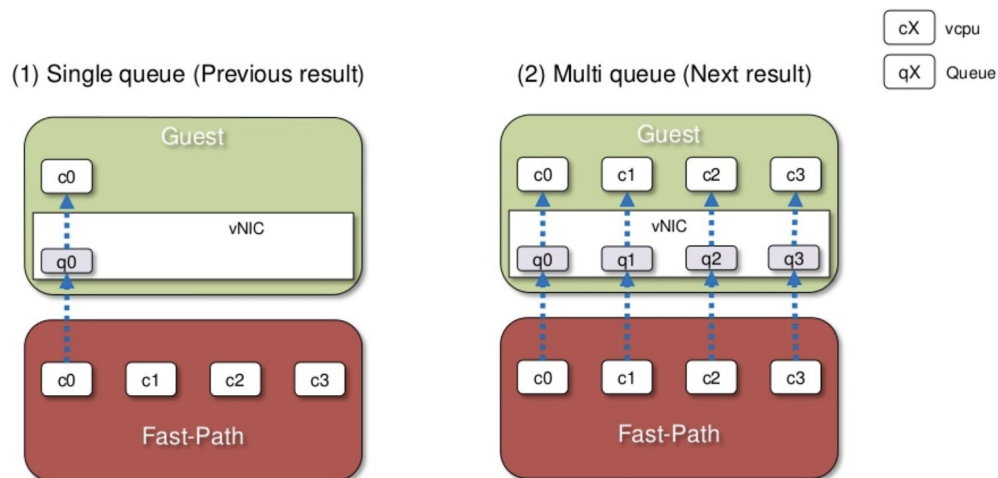 cX vcpu
qX Queue
(1) Single queue (Previous result)
Guest
c0
vNIC
q0
c0 c1 c2 c3
Fast-Path
(2) Multi queue (Next result)
Guest
c0 c1 c2 c3
vNIC
q0 q1 q2 q3
c0 c1 c2 c3
Fast-Path